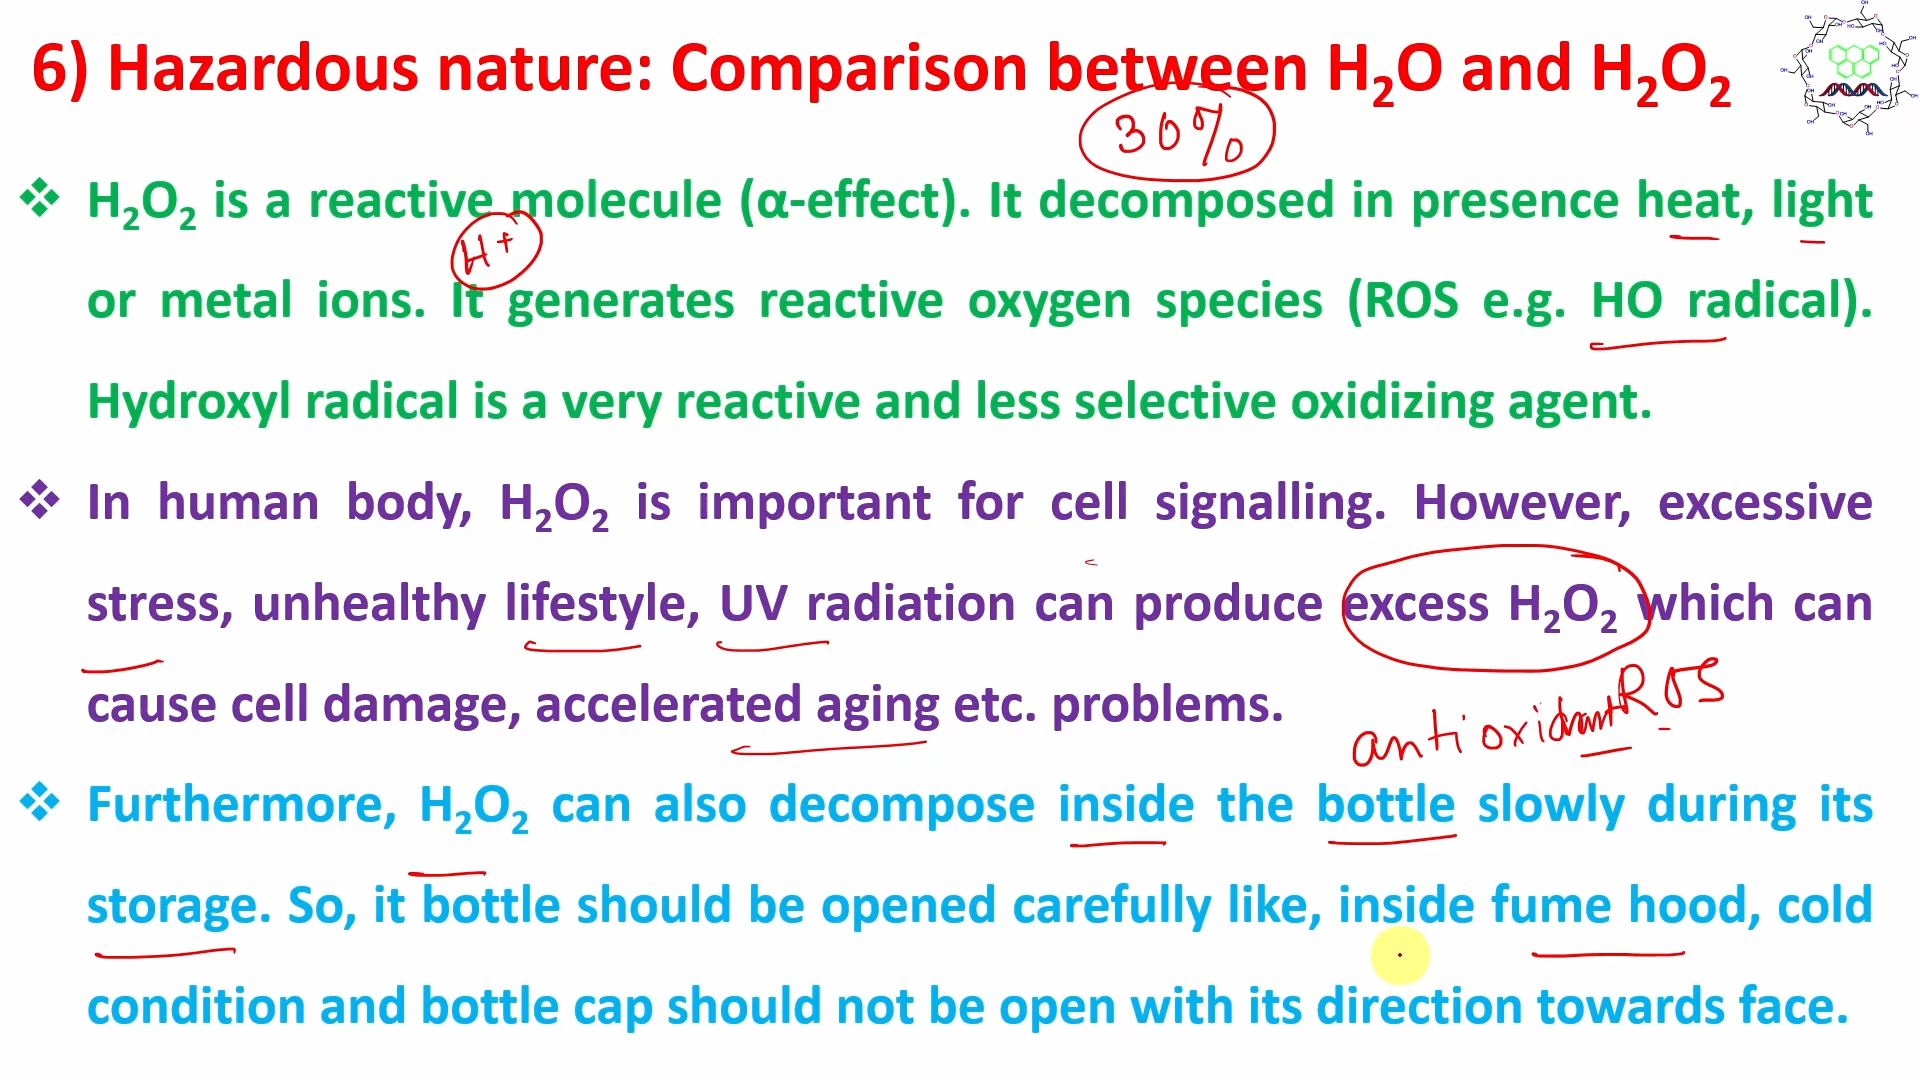 6) Hazardous nature: Comparison between H₂O and H₂O₂
30%
❖ H₂O₂ is a reactive molecule (α-effect). It decomposed in presence heat, light
H+
or metal ions. It generates reactive oxygen species (ROS e.g. HO radical).
Hydroxyl radical is a very reactive and less selective oxidizing agent.
❖ In human body, H₂O₂ is important for cell signalling. However, excessive
stress, unhealthy lifestyle, UV radiation can produce excess H₂O₂ which can
cause cell damage, accelerated aging etc. problems.
antioxidant ROS
❖ Furthermore, H₂O₂ can also decompose inside the bottle slowly during its
storage. So, it bottle should be opened carefully like, inside fume hood, cold
condition and bottle cap should not be open with its direction towards face.